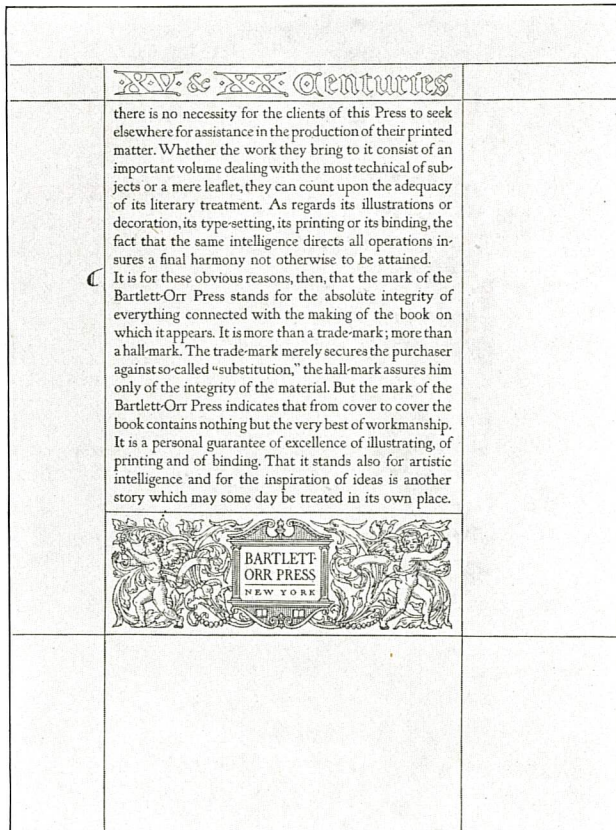 XV & XX Centuries
there is no necessity for the clients of this Press to seek
elsewhere for assistance in the production of their printed
matter. Whether the work they bring to it consist of an
important volume dealing with the most technical of sub-
jects or a mere leaflet, they can count upon the adequacy
of its literary treatment. As regards its illustrations or
decoration, its type-setting, its printing or its binding, the
fact that the same intelligence directs all operations in-
sures a final harmony not otherwise to be attained.
It is for these obvious reasons, then, that the mark of the
Bartlett-Orr Press stands for the absolute integrity of
everything connected with the making of the book on
which it appears. It is more than a trade-mark; more than
a hall-mark. The trade-mark merely secures the purchaser
against so-called “substitution,” the hall-mark assures him
only of the integrity of the material. But the mark of the
Bartlett-Orr Press indicates that from cover to cover the
book contains nothing but the very best of workmanship.
It is a personal guarantee of excellence of illustrating, of
printing and of binding. That it stands also for artistic
intelligence and for the inspiration of ideas is another
story which may some day be treated in its own place.
BARTLETT-
ORR PRESS
NEW YORK